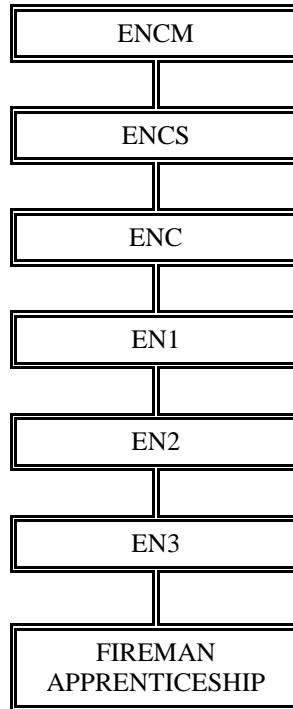 ENCM
ENCS
ENC
EN1
EN2
EN3
FIREMAN
APPRENTICESHIP